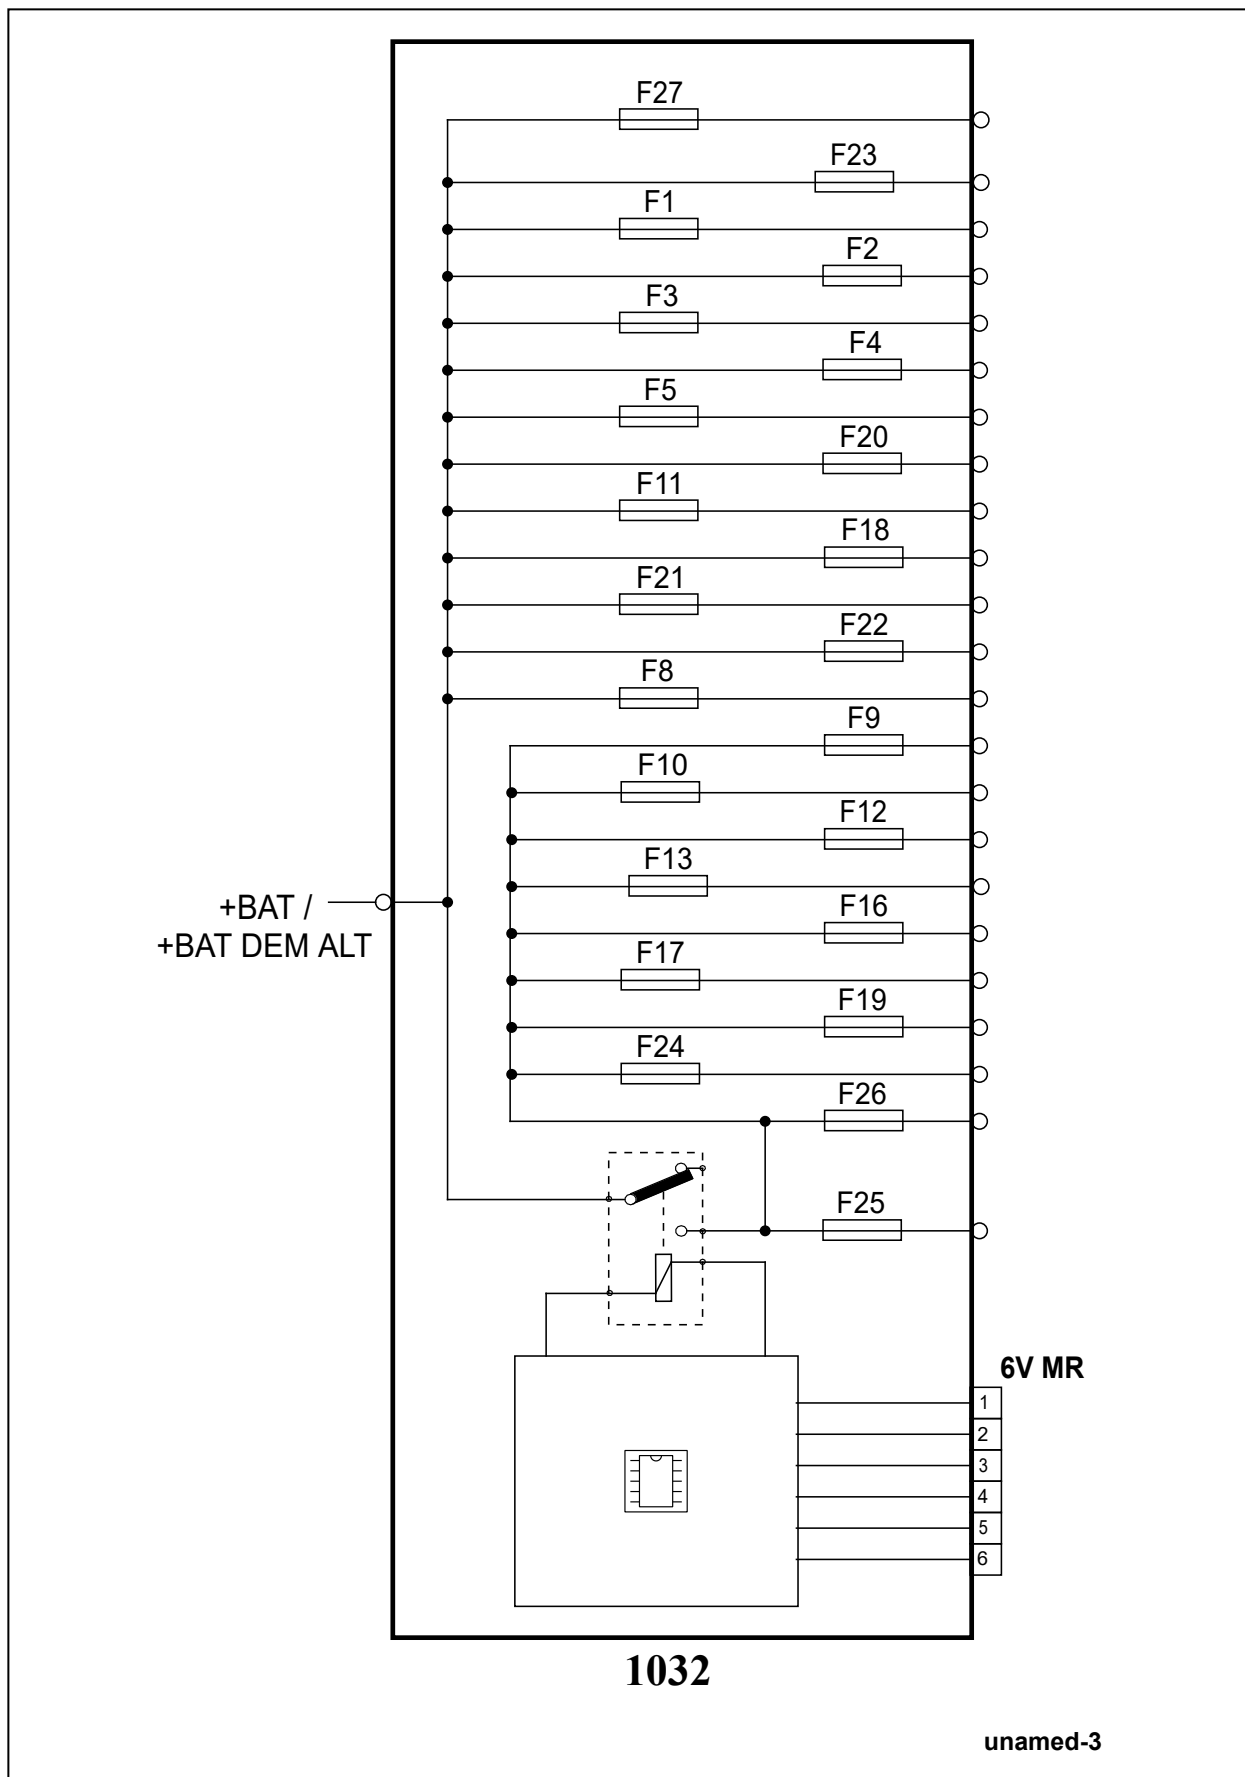 F27
F23
F1
F2
F3
F4
F5
F20
F11
F18
F21
F22
F8
F9
F10
F12
F13
+BAT /
+BAT DEM ALT
F16
F17
F19
F24
F26
F25
6V MR
1
2
3
4
5
6
1032
unamed-3